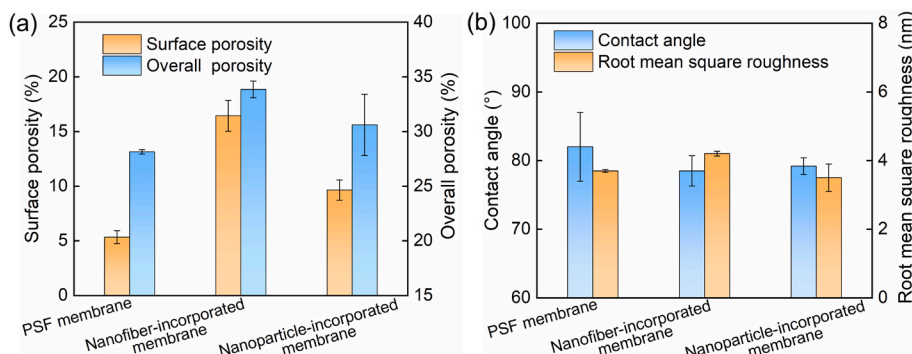 (a)
25
20
15
10
5
0
Surface porosity (%)
Surface porosity
Overall porosity
40
35
30
25
20
15
Overall porosity (%)
PSF membrane
Nanofiber-incorporated
membrane
Nanoparticle-incorporated
membrane
(b)
100
90
80
70
60
Contact angle (°)
Contact angle
Root mean square roughness
8
6
4
2
0
Root mean square roughness (nm)
PSF membrane
Nanofiber-incorporated
membrane
Nanoparticle-incorporated
membrane